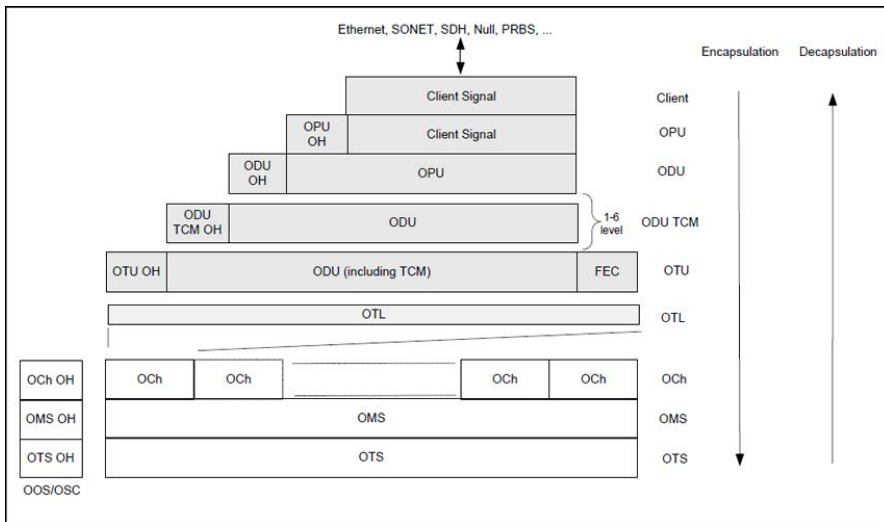 Ethernet, SONET, SDH, Null, PRBS, ...
Encapsulation
Decapsulation
Client Signal
Client
OPU
OH
Client Signal
OPU
ODU
OH
OPU
ODU
ODU
TCM OH
ODU
1-6
level
ODU TCM
OTU OH
ODU (including TCM)
FEC
OTU
OTL
OTL
OCh OH
OCh
OCh
OCh
OCh
OCh
OMS OH
OMS
OMS
OTS OH
OTS
OTS
OOS/OSC